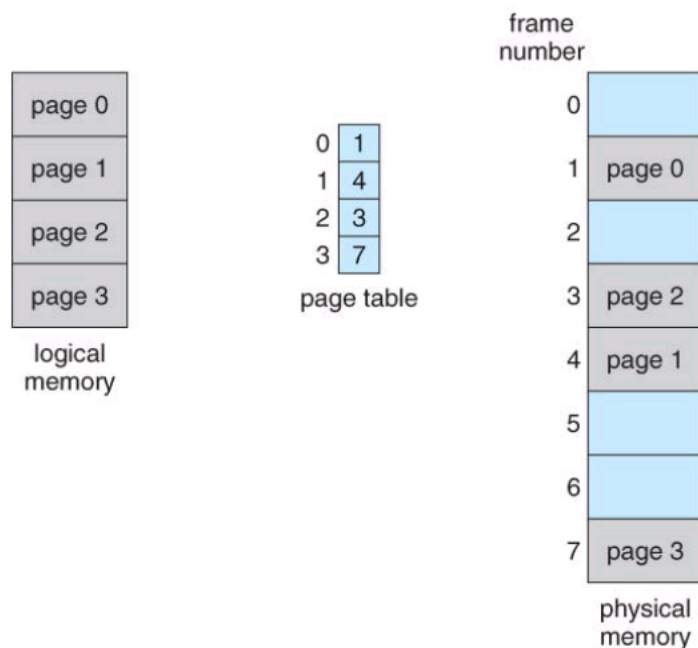 page 0
page 1
page 2
page 3
logical
memory
0 1
1 4
2 3
3 7
page table
frame
number
0
1 page 0
2
3 page 2
4 page 1
5
6
7 page 3
physical
memory